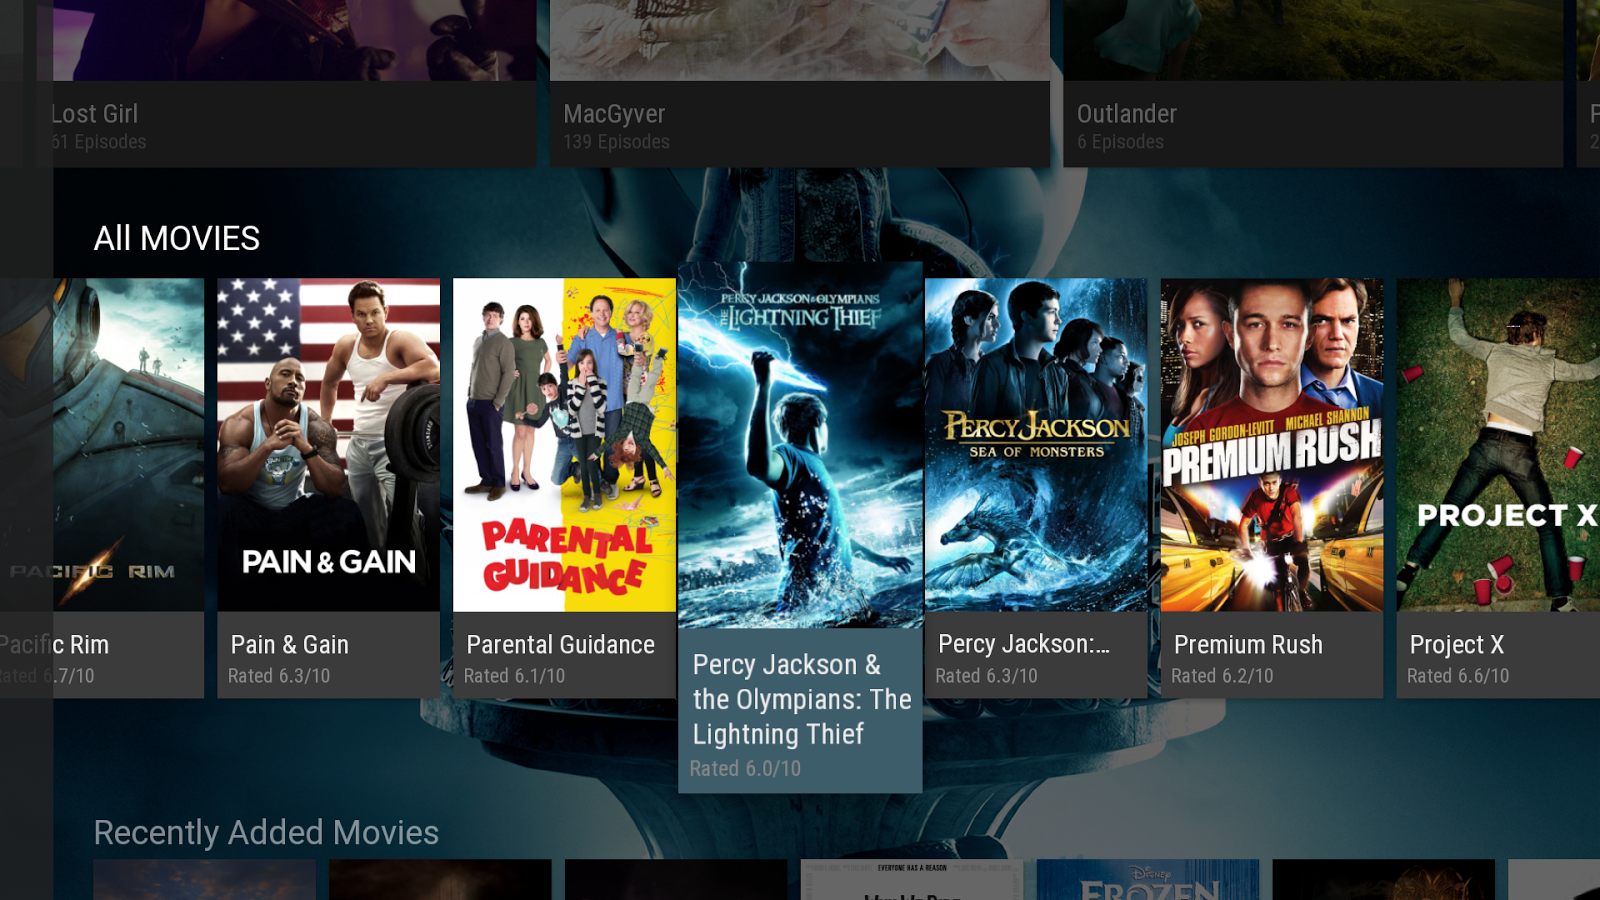 Lost Girl
61 Episodes
MacGyver
139 Episodes
Outlander
6 Episodes
All MOVIES
PACIFIC RIM
PAIN & GAIN
PARENTAL
GUIDANCE
PERCY JACKSON & OLYMPIANS
THE LIGHTNING THIEF
PERCY JACKSON
SEA OF MONSTERS
JOSEPH GORDON-LEVITT MICHAEL SHANNON
PREMIUM RUSH
PROJECT X
Pacific Rim
Rated 6.7/10
Pain & Gain
Rated 6.3/10
Parental Guidance
Rated 6.1/10
Percy Jackson &
the Olympians: The
Lightning Thief
Rated 6.0/10
Percy Jackson:...
Rated 6.3/10
Premium Rush
Rated 6.2/10
Project X
Rated 6.6/10
Recently Added Movies
EVERYONE HAS A REASON
Disney
FROZEN